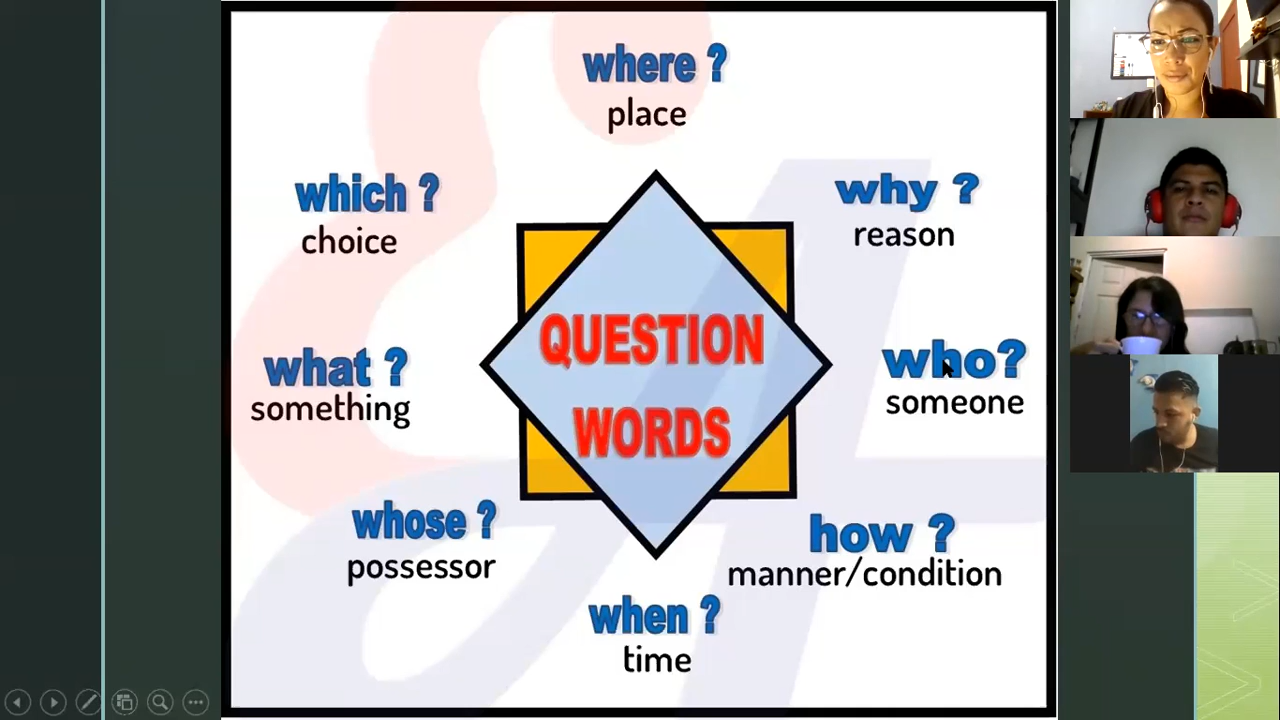 where ?
place
which ?
choice
why ?
reason
QUESTION
WORDS
what ?
something
who?
someone
whose ?
possessor
how ?
manner/condition
when ?
time